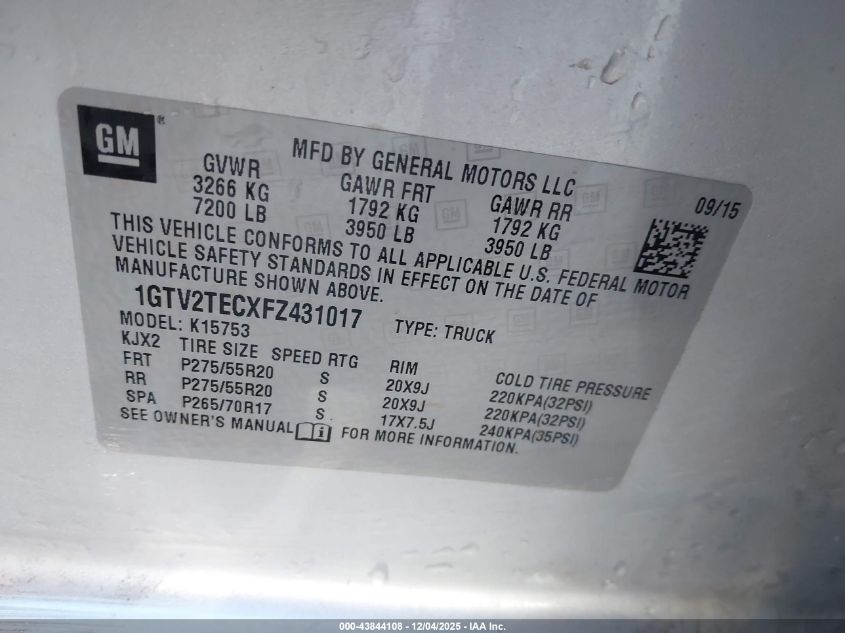 GM®
MFD BY GENERAL MOTORS LLC
09/15
GVWR GAWR FRT GAWR RR
3266 KG 1792 KG 1792 KG
7200 LB 3950 LB 3950 LB
THIS VEHICLE CONFORMS TO ALL APPLICABLE U.S. FEDERAL MOTOR
VEHICLE SAFETY STANDARDS IN EFFECT ON THE DATE OF
MANUFACTURE SHOWN ABOVE.
1GTV2TECXFZ431017 TYPE: TRUCK
MODEL: K15753
KJX2 TIRE SIZE SPEED RTG RIM COLD TIRE PRESSURE
FRT P275/55R20 S 20X9J 220KPA(32PSI)
RR P275/55R20 S 20X9J 220KPA(32PSI)
SPA P265/70R17 S 17X7.5J 240KPA(35PSI)
SEE OWNER'S MANUAL FOR MORE INFORMATION.
000-43844108 - 12/04/2025 - IAA Inc.